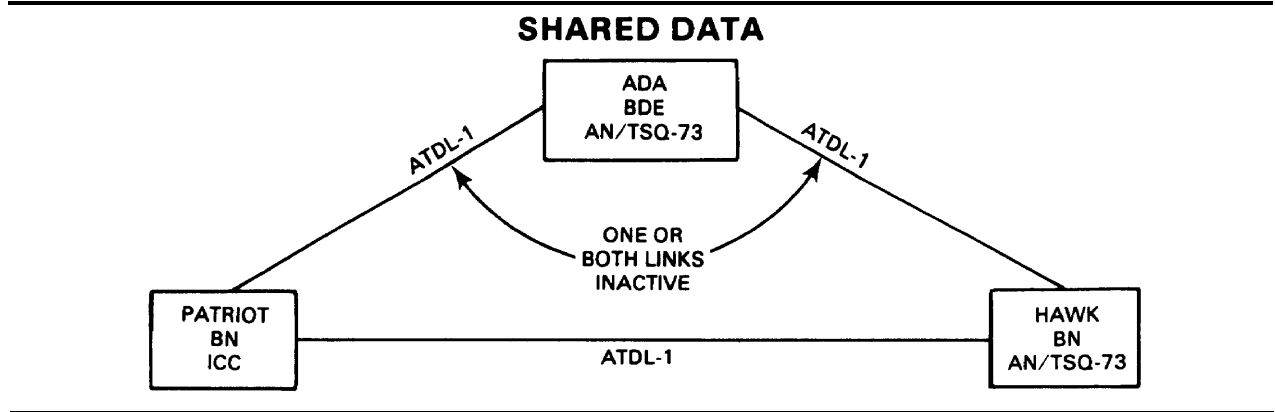 SHARED DATA
ADA
BDE
AN/TSQ-73
ATDL-1
ATDL-1
ONE OR
BOTH LINKS
INACTIVE
PATRIOT
BN
ICC
ATDL-1
HAWK
BN
AN/TSQ-73